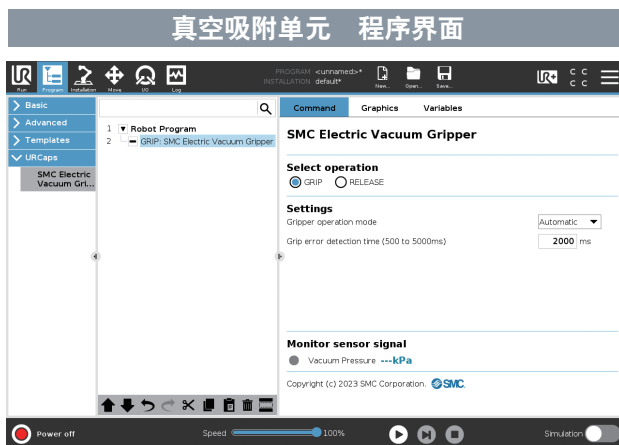 真空吸附单元 程序界面
UR
Run
Program
Installation
Move
I/O
Log
PROGRAM <unnamed>*
INSTALLATION default*
New...
Open...
Save...
UR+
C C
C C
Basic
Advanced
Templates
URCaps
SMC Electric
Vacuum Gri...
1 Robot Program
2 GRIP: SMC Electric Vacuum Gripper
Command Graphics Variables
SMC Electric Vacuum Gripper
Select operation
GRIP RELEASE
Settings
Gripper operation mode Automatic
Grip error detection time (500 to 5000ms) 2000 ms
Monitor sensor signal
Vacuum Pressure ---kPa
Copyright (c) 2023 SMC Corporation. SMC.
Power off
Speed 100%
Simulation